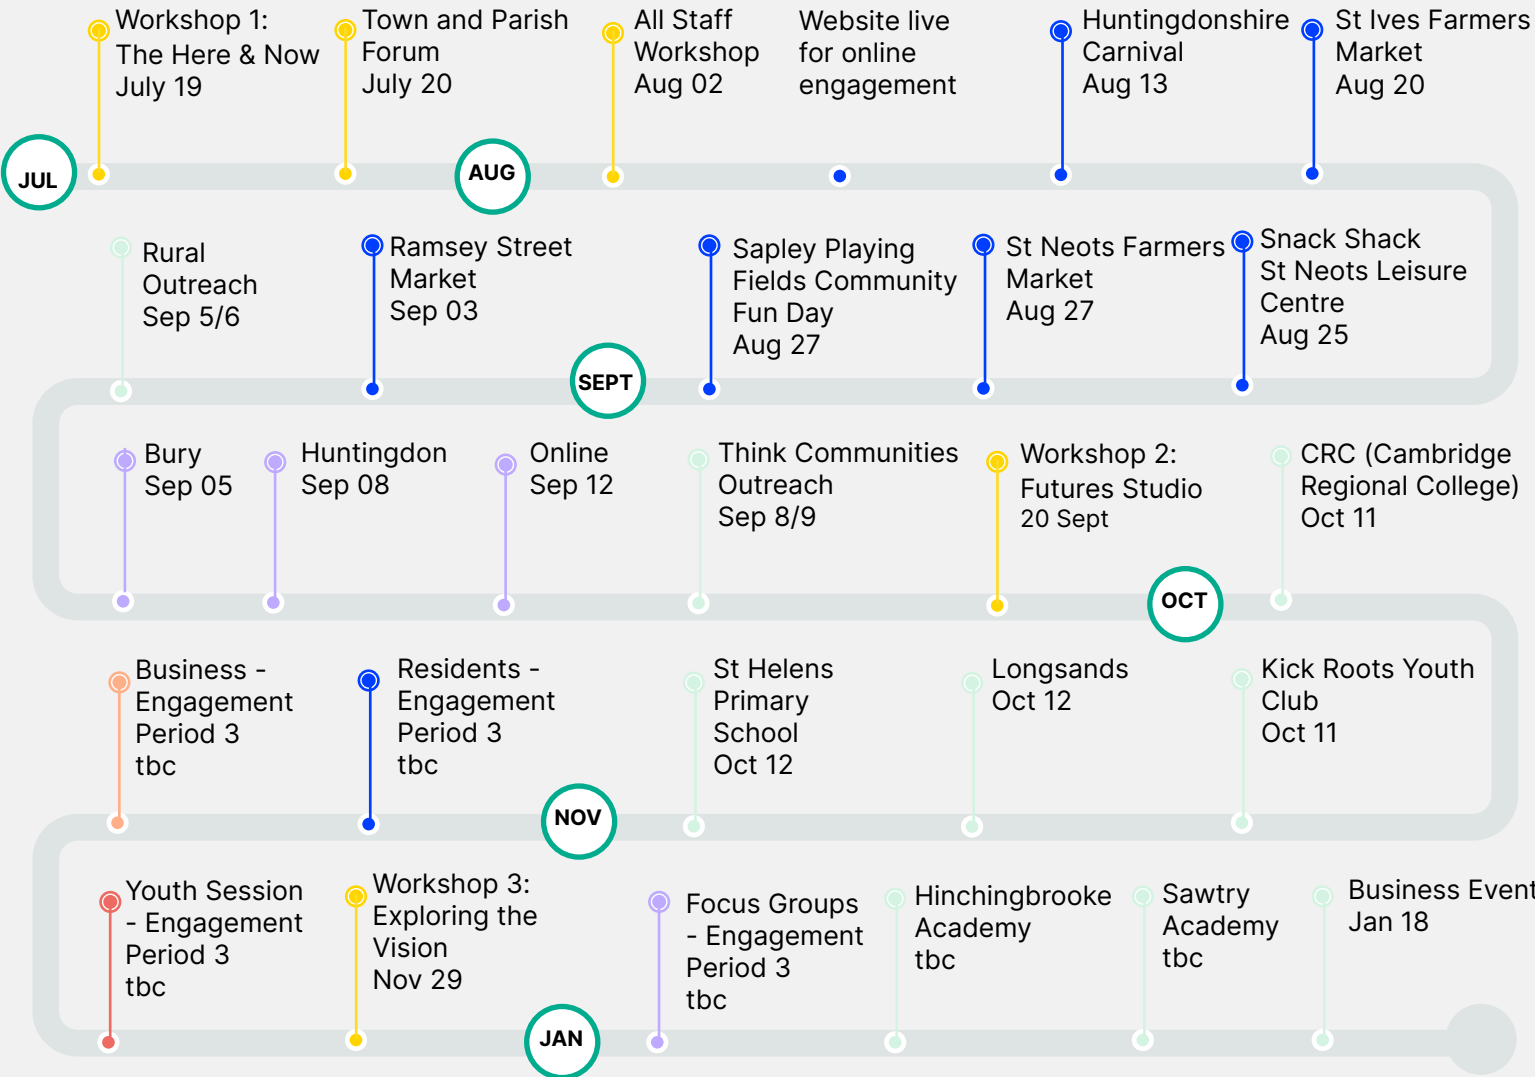 Workshop 1:
The Here & Now
July 19
Town and Parish
Forum
July 20
All Staff
Workshop
Aug 02
Website live
for online
engagement
Huntingdonshire
Carnival
Aug 13
St Ives Farmers
Market
Aug 20
JUL
AUG
Rural
Outreach
Sep 5/6
Ramsey Street
Market
Sep 03
Sapley Playing
Fields Community
Fun Day
Aug 27
St Neots Farmers
Market
Aug 27
Snack Shack
St Neots Leisure
Centre
Aug 25
SEPT
Bury
Sep 05
Huntingdon
Sep 08
Online
Sep 12
Think Communities
Outreach
Sep 8/9
Workshop 2:
Futures Studio
20 Sept
CRC (Cambridge
Regional College)
Oct 11
OCT
Business -
Engagement
Period 3
tbc
Residents -
Engagement
Period 3
tbc
St Helens
Primary
School
Oct 12
Longsands
Oct 12
Kick Roots Youth
Club
Oct 11
NOV
Youth Session
- Engagement
Period 3
tbc
Workshop 3:
Exploring the
Vision
Nov 29
Focus Groups
- Engagement
Period 3
tbc
Hinchingbrooke
Academy
tbc
Sawtry
Academy
tbc
Business Event
Jan 18
JAN